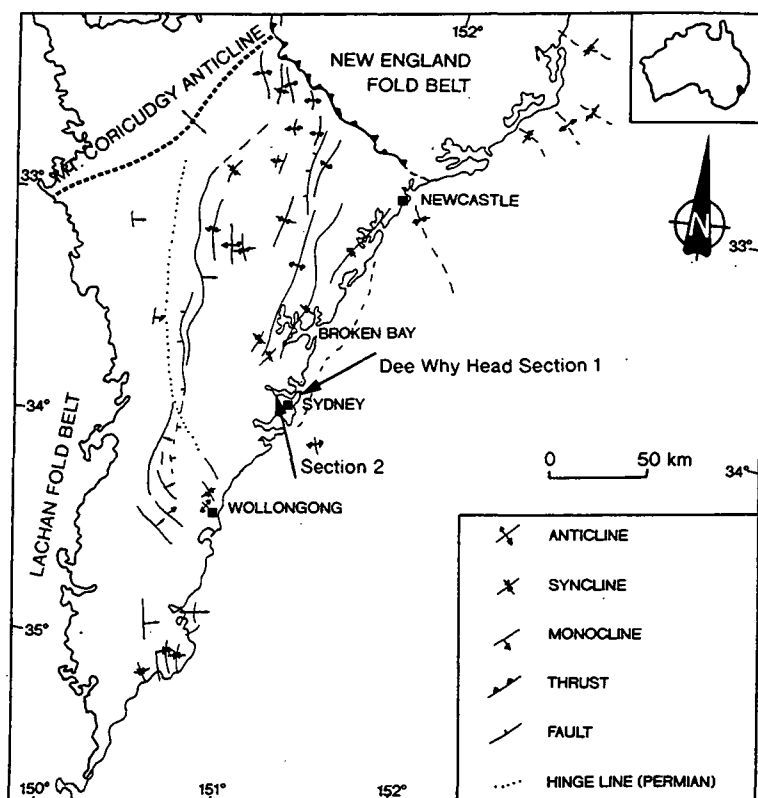 152°
NEW ENGLAND
FOLD BELT
MT. CORICUDGY ANTICLINE
33°
NEWCASTLE
N
33°
BROKEN BAY
Dee Why Head Section 1
34°
SYDNEY
Section 2
0 50 km
34°
LACHAN FOLD BELT
WOLLONGONG
ANTICLINE
SYNCLINE
35°
MONOCLINE
THRUST
FAULT
HINGE LINE (PERMIAN)
150°
151°
152°